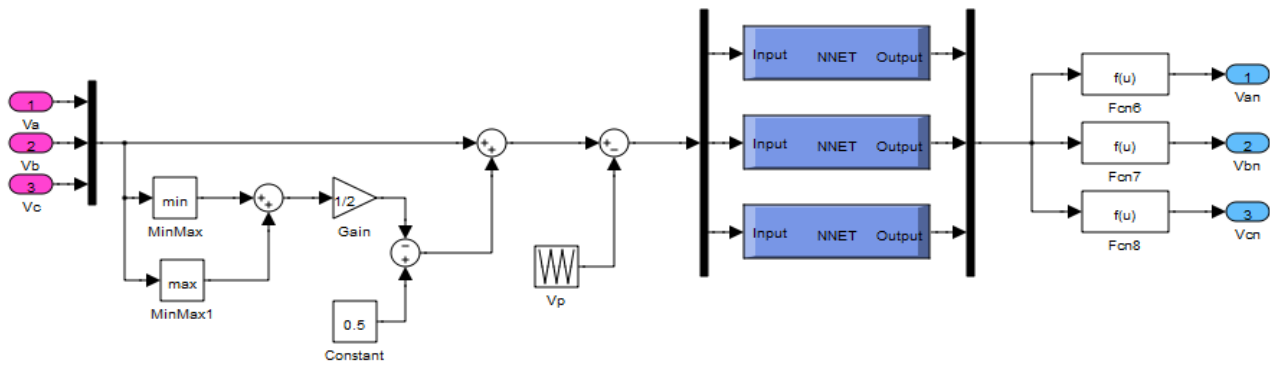 Input NNET Output
1
Va
2
Vb
3
Vc
min
MinMax
max
MinMax1
+
+
1/2
Gain
−
+
0.5
Constant
+
+
+
−
Vp
Input NNET Output
Input NNET Output
f(u)
Fcn6
f(u)
Fcn7
f(u)
Fcn8
1
Van
2
Vbn
3
Vcn